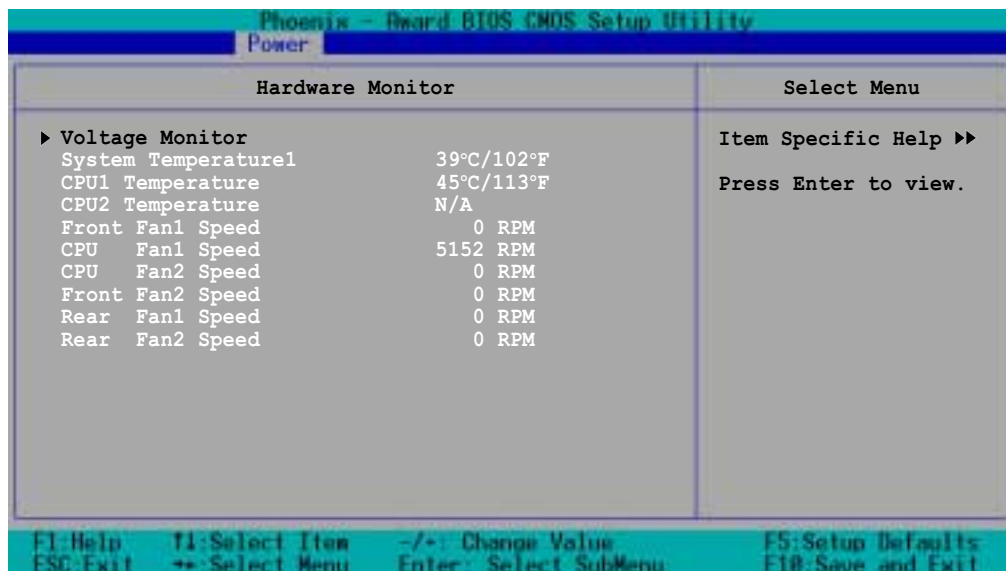 Phoenix - Award BIOS CMOS Setup Utility
Power
Hardware Monitor
Select Menu
▶ Voltage Monitor
System Temperature1 39°C/102°F
CPU1 Temperature 45°C/113°F
CPU2 Temperature N/A
Front Fan1 Speed 0 RPM
CPU Fan1 Speed 5152 RPM
CPU Fan2 Speed 0 RPM
Front Fan2 Speed 0 RPM
Rear Fan1 Speed 0 RPM
Rear Fan2 Speed 0 RPM
Item Specific Help ▶▶
Press Enter to view.
F1:Help ↑↓:Select Item -/+: Change Value F5:Setup Defaults
ESC:Exit ←→:Select Menu Enter: Select SubMenu F10:Save and Exit